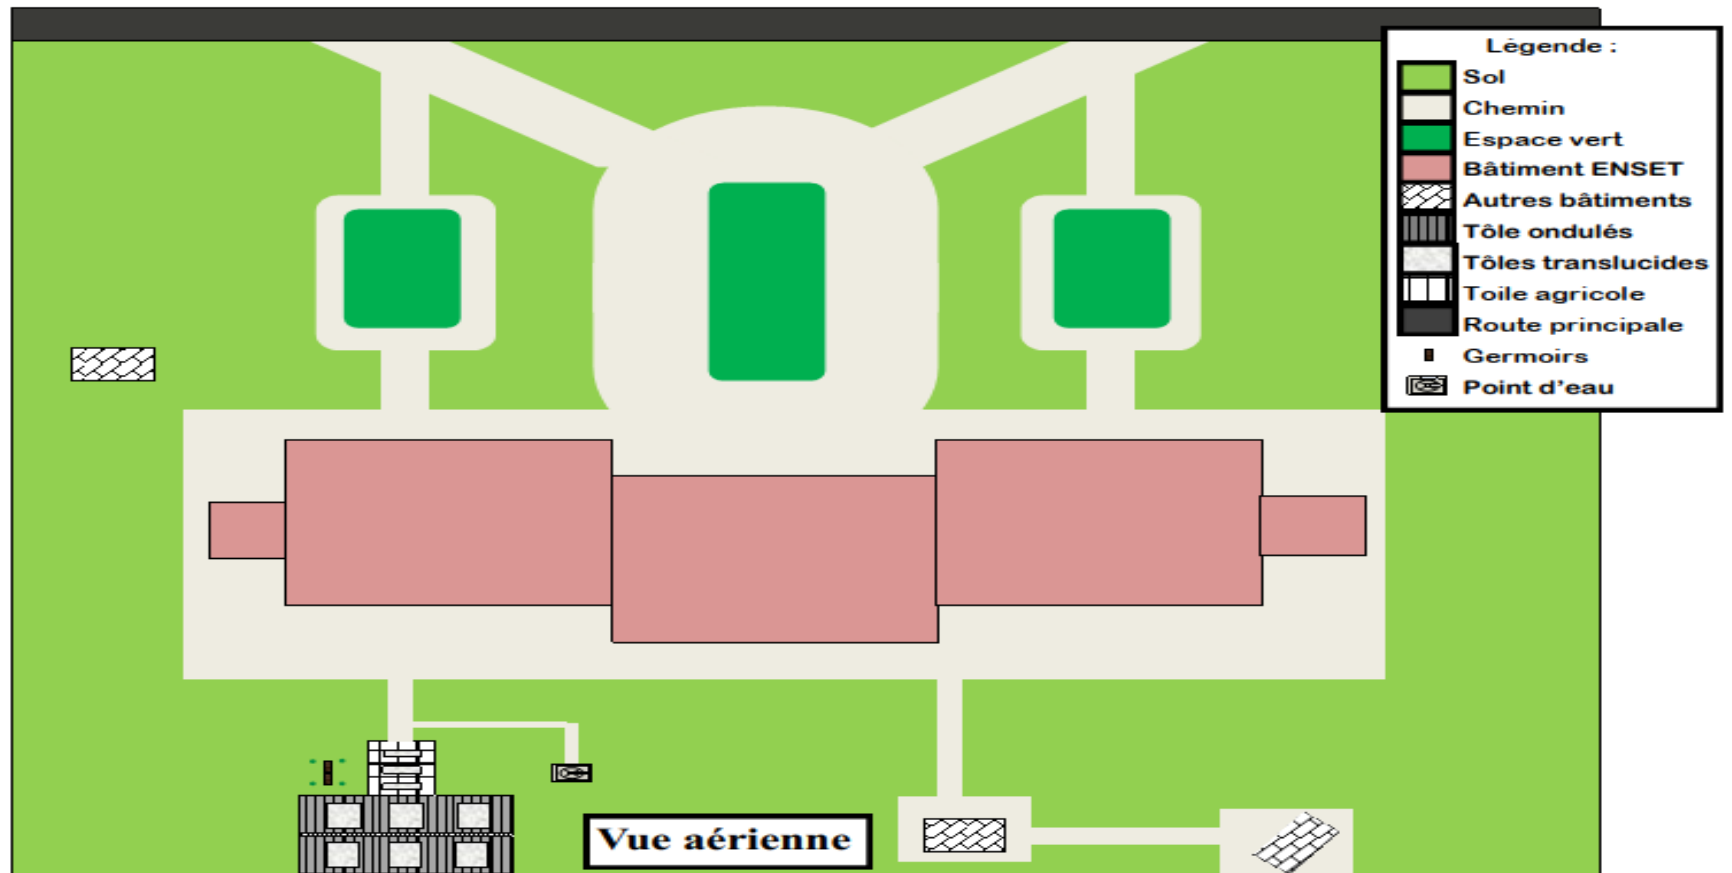 Légende :
Sol
Chemin
Espace vert
Bâtiment ENSET
Autres bâtiments
Tôle ondulés
Tôles translucides
Toile agricole
Route principale
Germoirs
Point d'eau
Vue aérienne